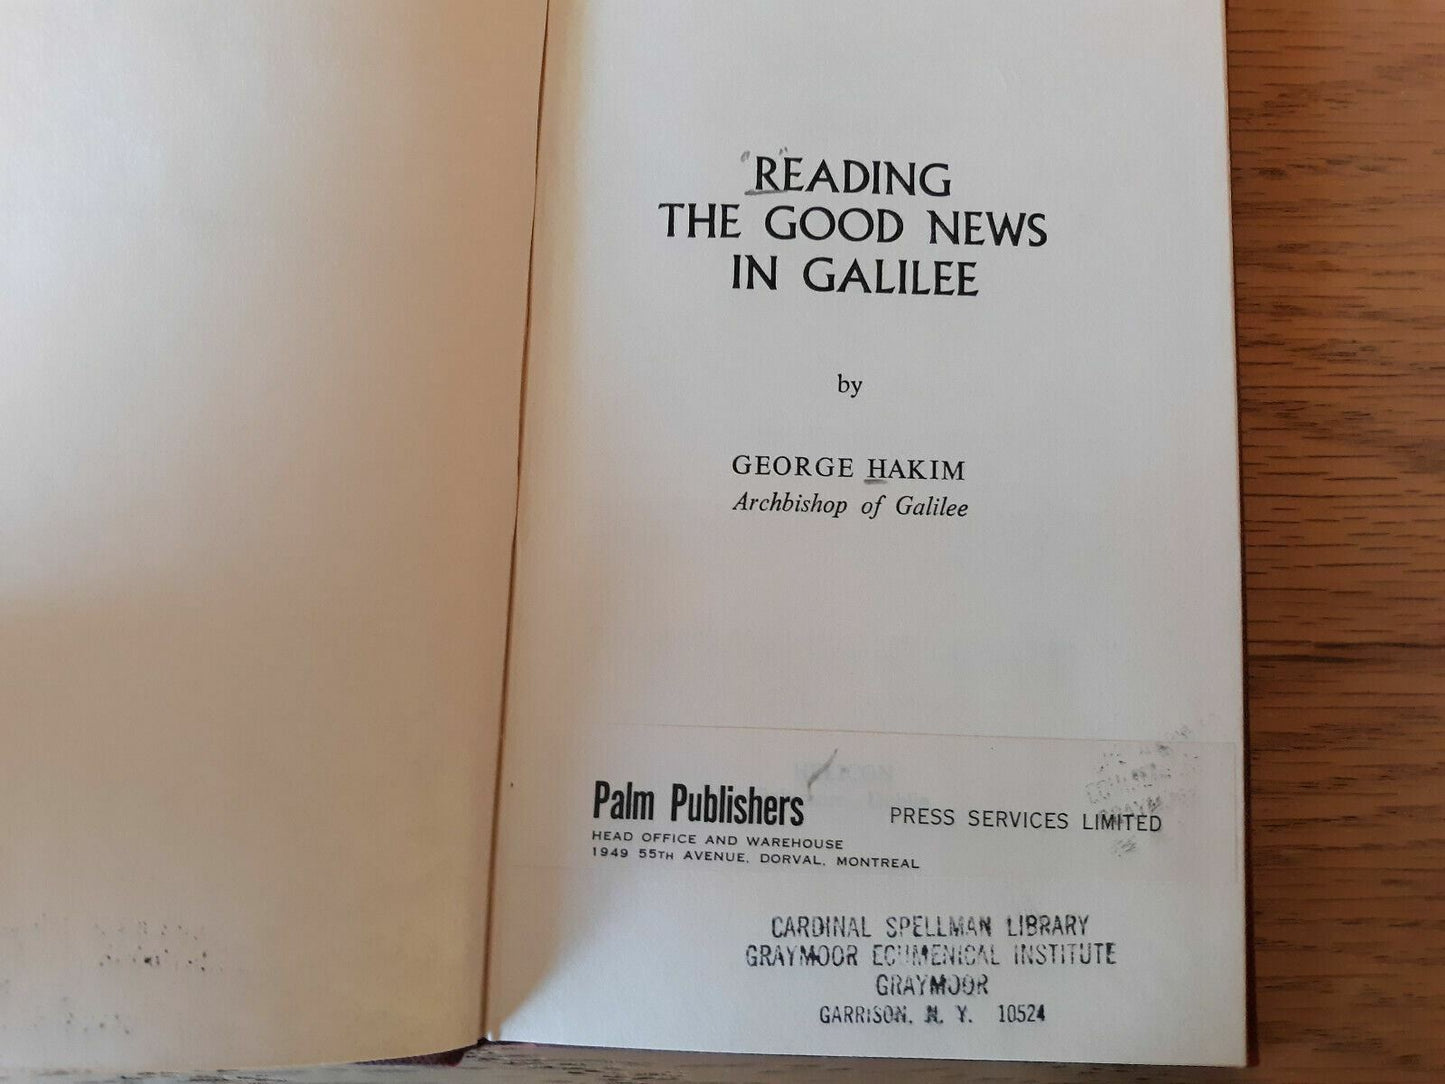 READING
THE GOOD NEWS
IN GALILEE
by
GEORGE HAKIM
Archbishop of Galilee
HELICON
Palm Publishers PRESS SERVICES LIMITED
HEAD OFFICE AND WAREHOUSE
1949 55TH AVENUE, DORVAL, MONTREAL
CARDINAL SPELLMAN LIBRARY
GRAYMOOR ECUMENICAL INSTITUTE
GRAYMOOR
GARRISON, N. Y. 10524